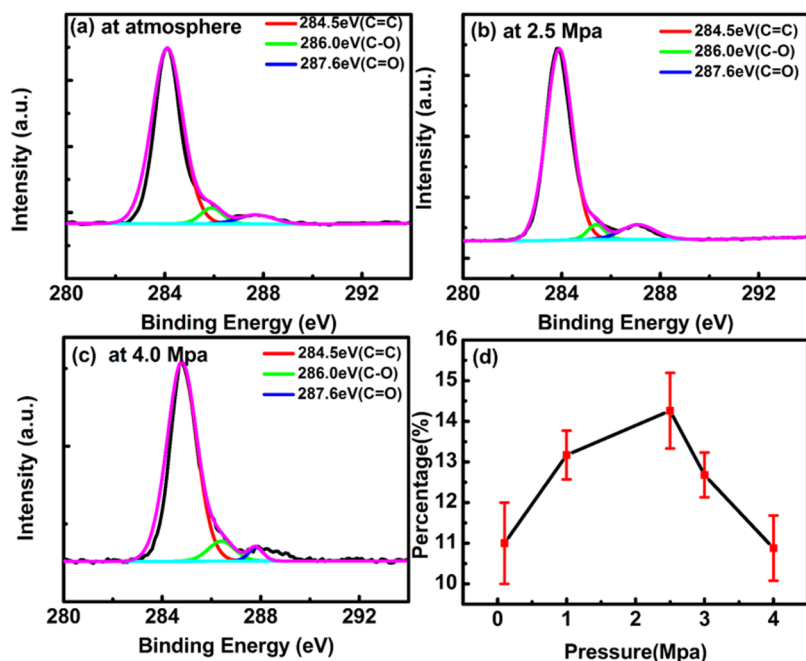 (a) at atmosphere
284.5eV(C=C)
286.0eV(C-O)
287.6eV(C=O)
Intensity (a.u.)
280 284 288 292
Binding Energy (eV)
(b) at 2.5 Mpa
284.5eV(C=C)
286.0eV(C-O)
287.6eV(C=O)
Intensity (a.u.)
280 284 288 292
Binding Energy (eV)
(c) at 4.0 Mpa
284.5eV(C=C)
286.0eV(C-O)
287.6eV(C=O)
Intensity (a.u.)
280 284 288 292
Binding Energy (eV)
(d)
16
15
14
13
12
11
10
Percentage(%)
0 1 2 3 4
Pressure(Mpa)